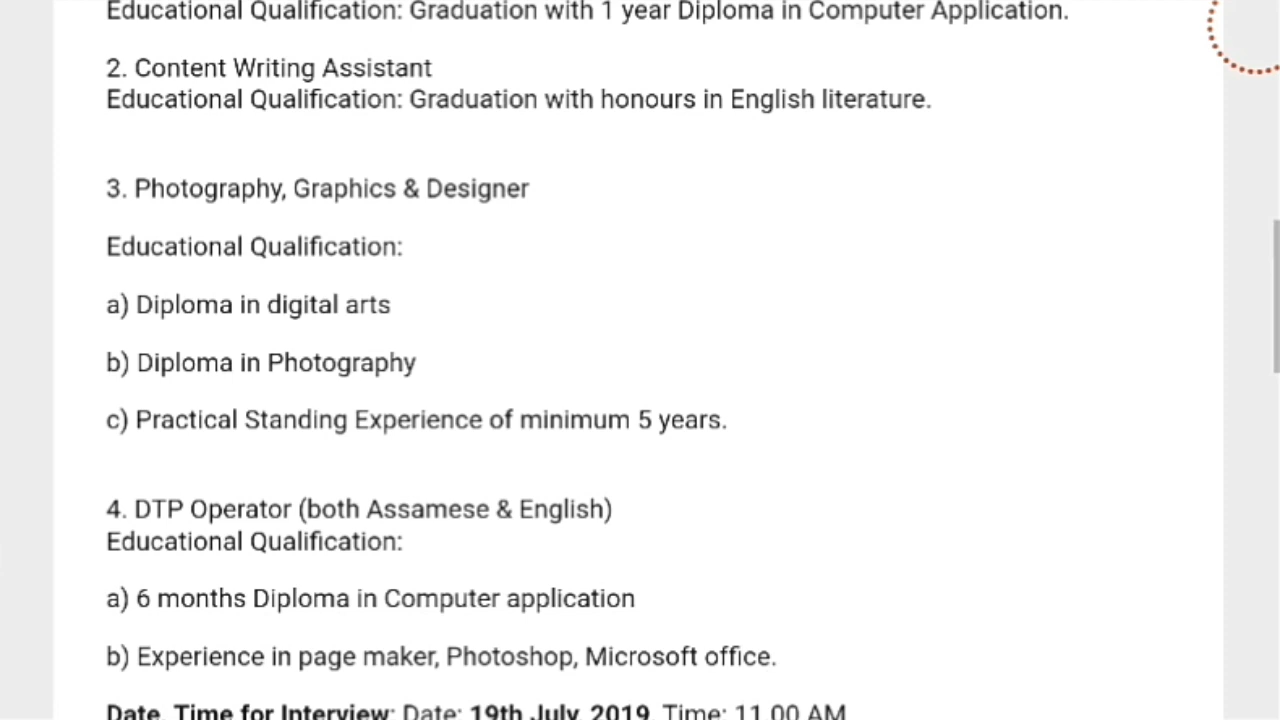 Educational Qualification: Graduation with 1 year Diploma in Computer Application.
2. Content Writing Assistant
Educational Qualification: Graduation with honours in English literature.
3. Photography, Graphics & Designer
Educational Qualification:
a) Diploma in digital arts
b) Diploma in Photography
c) Practical Standing Experience of minimum 5 years.
4. DTP Operator (both Assamese & English)
Educational Qualification:
a) 6 months Diploma in Computer application
b) Experience in page maker, Photoshop, Microsoft office.
Date, Time for Interview: Date: 19th July, 2019, Time: 11.00 AM